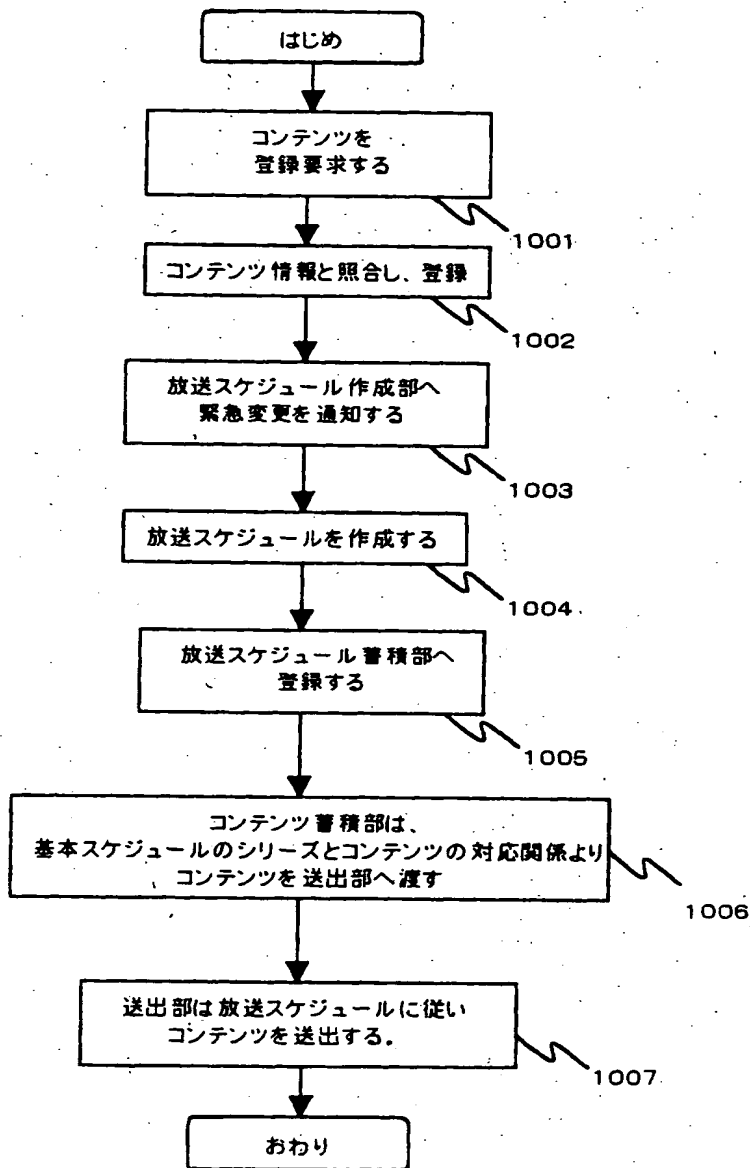 はじめ
コンテンツを
登録要求する
1001
コンテンツ情報と照合し、登録
1002
放送スケジュール作成部へ
緊急変更を通知する
1003
放送スケジュールを作成する
1004
放送スケジュール蓄積部へ
登録する
1005
コンテンツ蓄積部は、
基本スケジュールのシリーズとコンテンツの対応関係より
コンテンツを送出部へ渡す
1006
送出部は放送スケジュールに従い
コンテンツを送出する。
1007
おわり